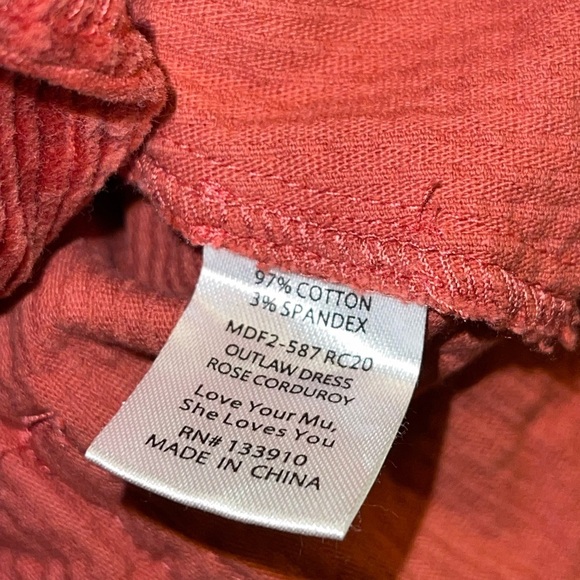 97% COTTON
3% SPANDEX
MDF2-587 RC20
OUTLAW DRESS
ROSE CORDUROY
Love Your Mu,
She Loves You
RN# 133910
MADE IN CHINA